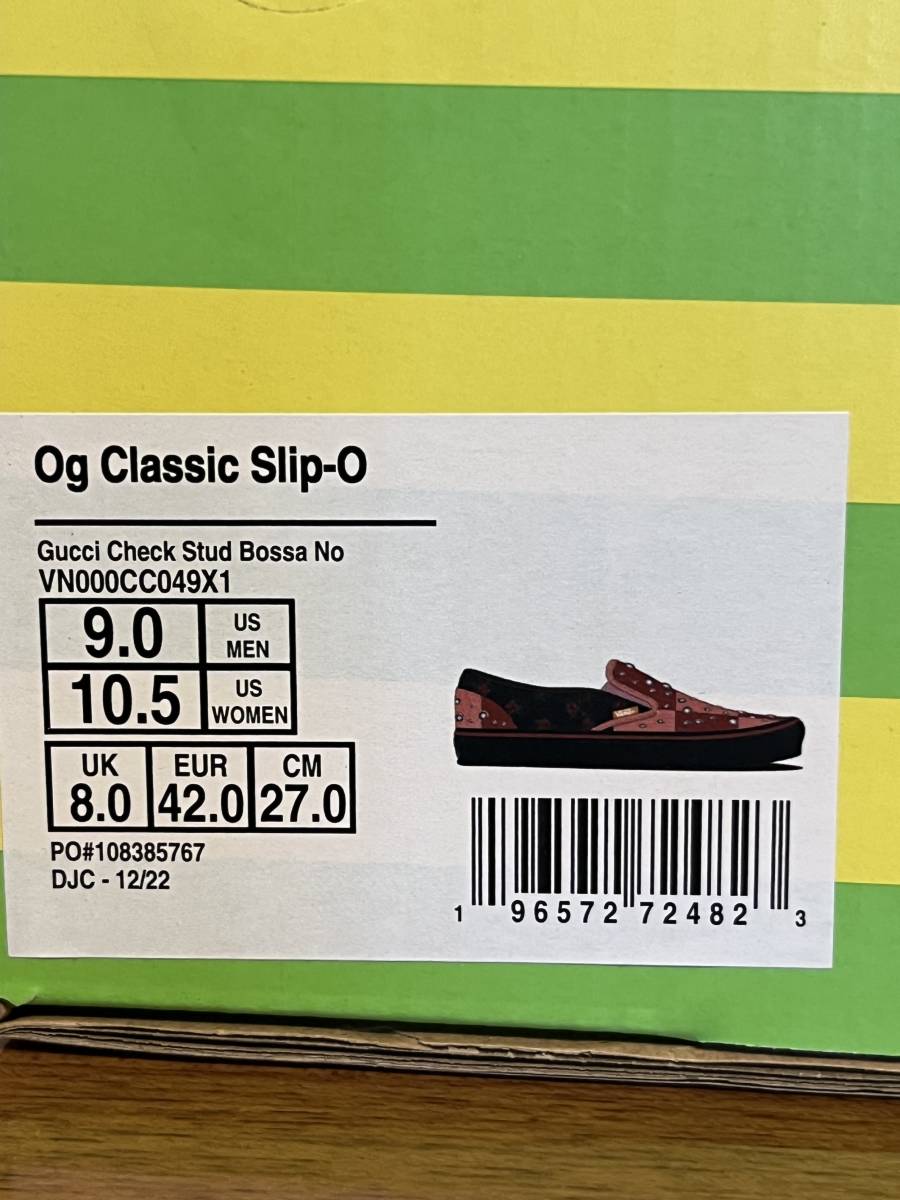 Og Classic Slip-O
Gucci Check Stud Bossa No
VN000CC049X1
9.0 US MEN
10.5 US WOMEN
UK EUR CM
8.0 42.0 27.0
PO#108385767
DJC - 12/22
1 96572 72482 3